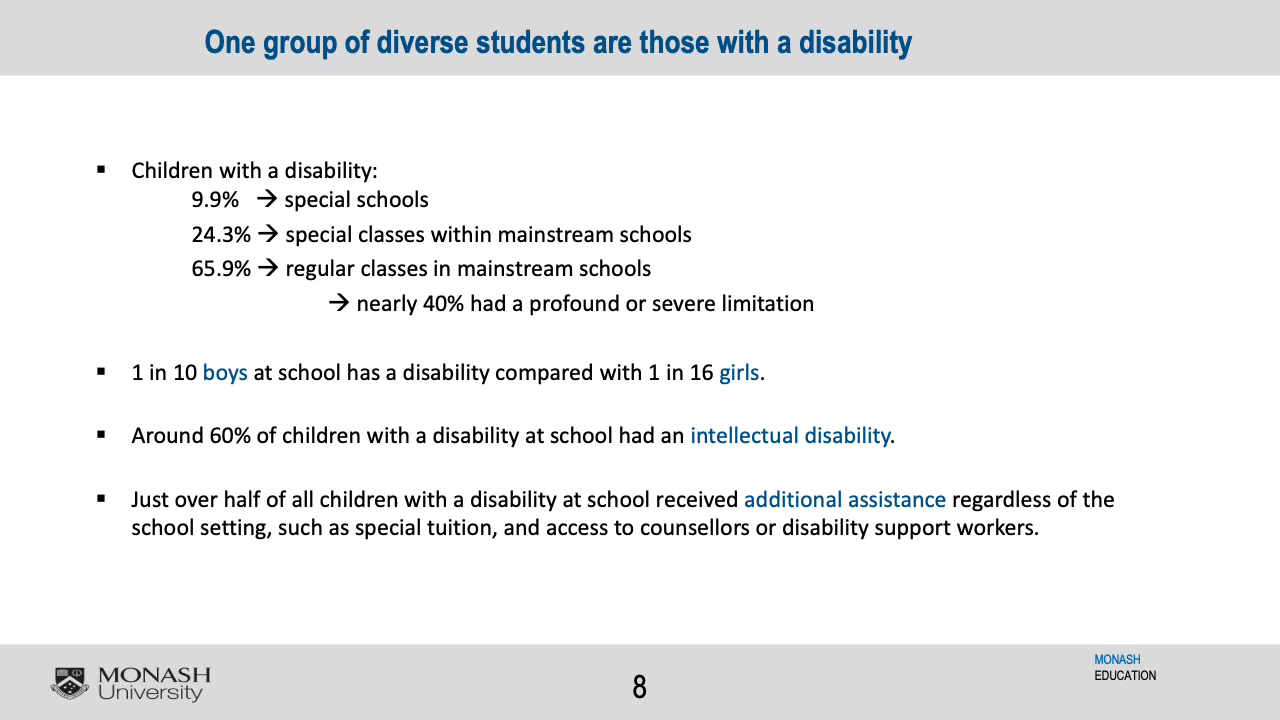 One group of diverse students are those with a disability
▪ Children with a disability:
9.9% → special schools
24.3% → special classes within mainstream schools
65.9% → regular classes in mainstream schools
→ nearly 40% had a profound or severe limitation
▪ 1 in 10 boys at school has a disability compared with 1 in 16 girls.
▪ Around 60% of children with a disability at school had an intellectual disability.
▪ Just over half of all children with a disability at school received additional assistance regardless of the
school setting, such as special tuition, and access to counsellors or disability support workers.
MONASH
University
8
MONASH
EDUCATION